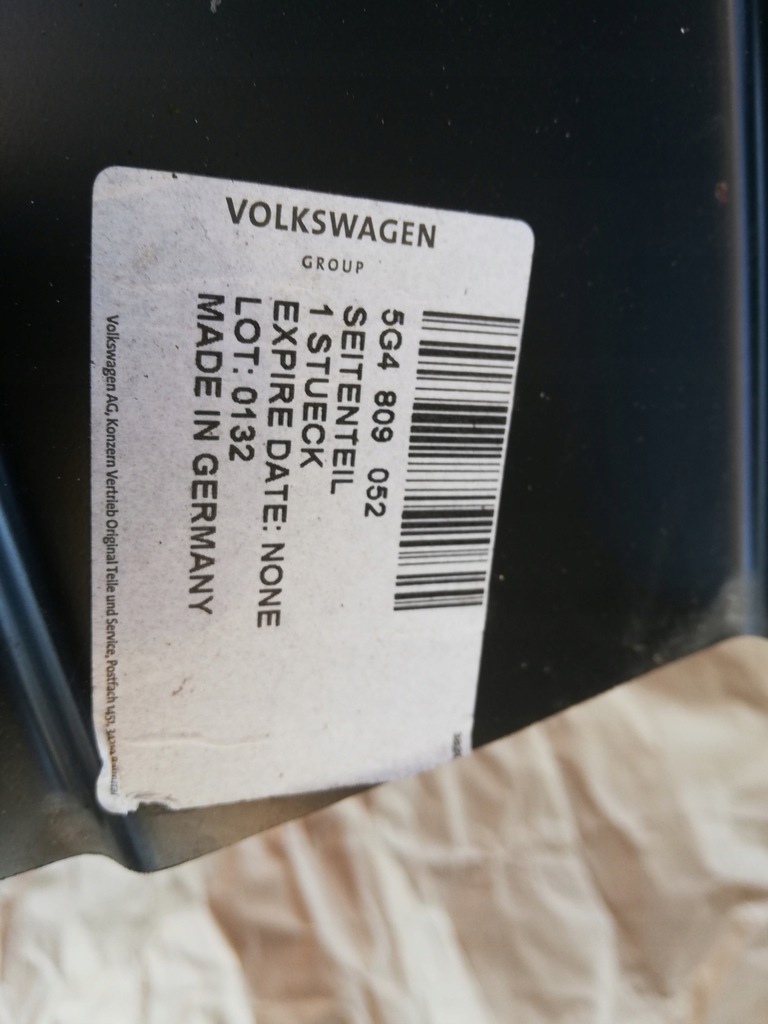 VOLKSWAGEN
GROUP
5G4 809 052
SEITENTEIL
1 STUECK
EXPIRE DATE: NONE
LOT: 0132
MADE IN GERMANY
Volkswagen AG, Konzern Vertrieb Original Teile und Service, Postfach 1451,